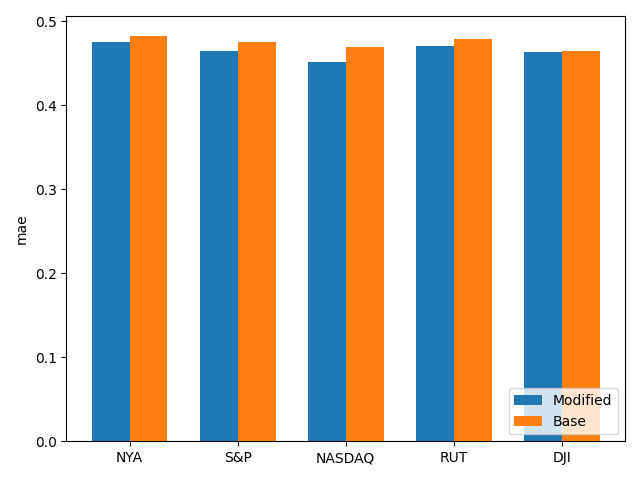 0.5
0.4
0.3
0.2
0.1
0.0
mae
NYA
S&P
NASDAQ
RUT
DJI
Modified
Base